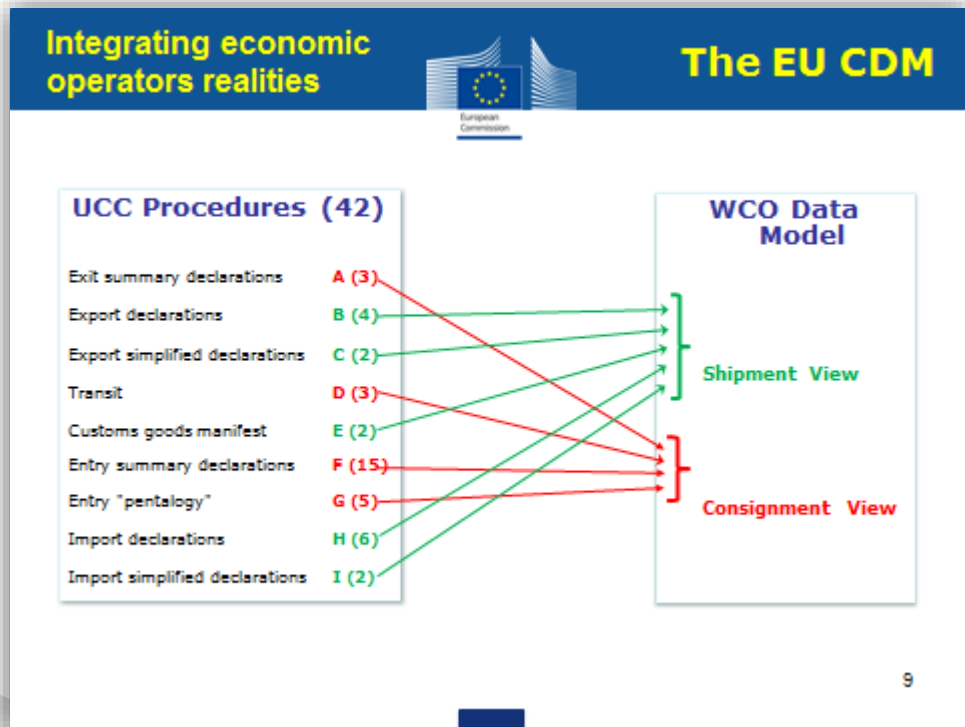 Integrating economic
operators realities
European
Commission
The EU CDM
UCC Procedures (42)
Exit summary declarations A (3)
Export declarations B (4)
Export simplified declarations C (2)
Transit D (3)
Customs goods manifest E (2)
Entry summary declarations F (15)
Entry "pentalogy" G (5)
Import declarations H (6)
Import simplified declarations I (2)
WCO Data
Model
Shipment View
Consignment View
9